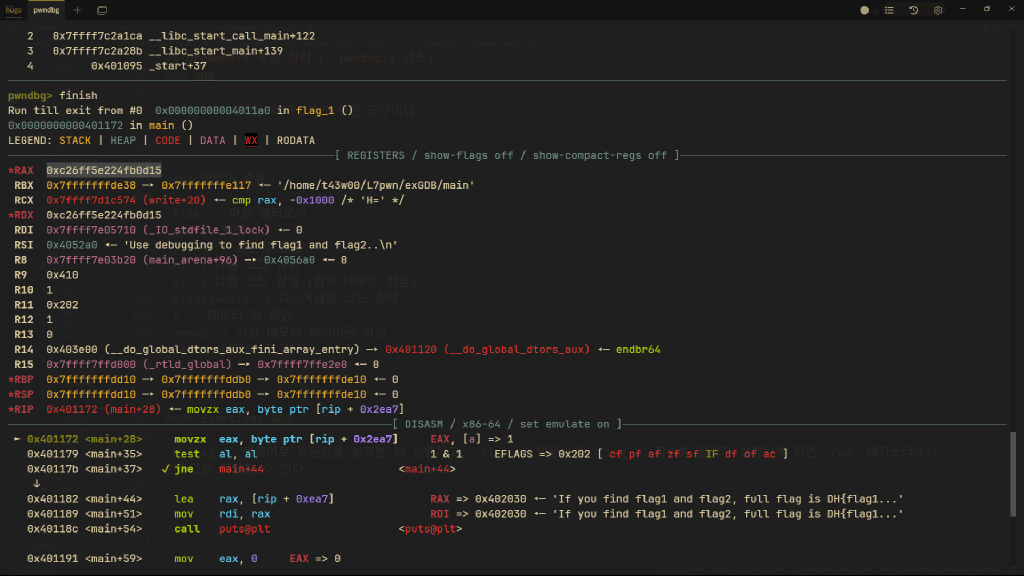 hugo
pwndbg
2 0x7ffff7c2a1ca __libc_start_call_main+122
3 0x7ffff7c2a28b __libc_start_main+139
4 0x401095 _start+37
pwndbg> finish
Run till exit from #0 0x00000000004011a0 in flag_1 ()
0x0000000000401172 in main ()
LEGEND: STACK | HEAP | CODE | DATA | WX | RODATA
[ REGISTERS / show-flags off / show-compact-regs off ]
*RAX 0xc26ff5e224fb0d15
RBX 0x7fffffffde38 —▸ 0x7fffffffe117 ◂— '/home/t43w00/L7pwn/exGDB/main'
RCX 0x7ffff7d1c574 (write+20) ◂— cmp rax, -0x1000 /* 'H=' */
*RDX 0xc26ff5e224fb0d15
RDI 0x7ffff7e05710 (_IO_stdfile_1_lock) ◂— 0
RSI 0x4052a0 ◂— 'Use debugging to find flag1 and flag2..\n'
R8 0x7ffff7e03b20 (main_arena+96) —▸ 0x4056a0 ◂— 0
R9 0x410
R10 1
R11 0x202
R12 1
R13 0
R14 0x403e00 (__do_global_dtors_aux_fini_array_entry) —▸ 0x401120 (__do_global_dtors_aux) ◂— endbr64
R15 0x7ffff7ffd000 (_rtld_global) —▸ 0x7ffff7ffe2e0 ◂— 0
*RBP 0x7fffffffdd10 —▸ 0x7fffffffddb0 —▸ 0x7fffffffde10 ◂— 0
*RSP 0x7fffffffdd10 —▸ 0x7fffffffddb0 —▸ 0x7fffffffde10 ◂— 0
*RIP 0x401172 (main+28) ◂— movzx eax, byte ptr [rip + 0x2ea7]
[ DISASM / x86-64 / set emulate on ]
► 0x401172 <main+28> movzx eax, byte ptr [rip + 0x2ea7] EAX, [a] => 1
0x401179 <main+35> test al, al 1 & 1 EFLAGS => 0x202 [ cf pf af zf sf IF df of ac ]
0x40117b <main+37> ✓ jne main+44 <main+44>
↓
0x401182 <main+44> lea rax, [rip + 0xea7] RAX => 0x402030 ◂— 'If you find flag1 and flag2, full flag is DH{flag1...'
0x401189 <main+51> mov rdi, rax RDI => 0x402030 ◂— 'If you find flag1 and flag2, full flag is DH{flag1...'
0x40118c <main+54> call puts@plt <puts@plt>
0x401191 <main+59> mov eax, 0 EAX => 0